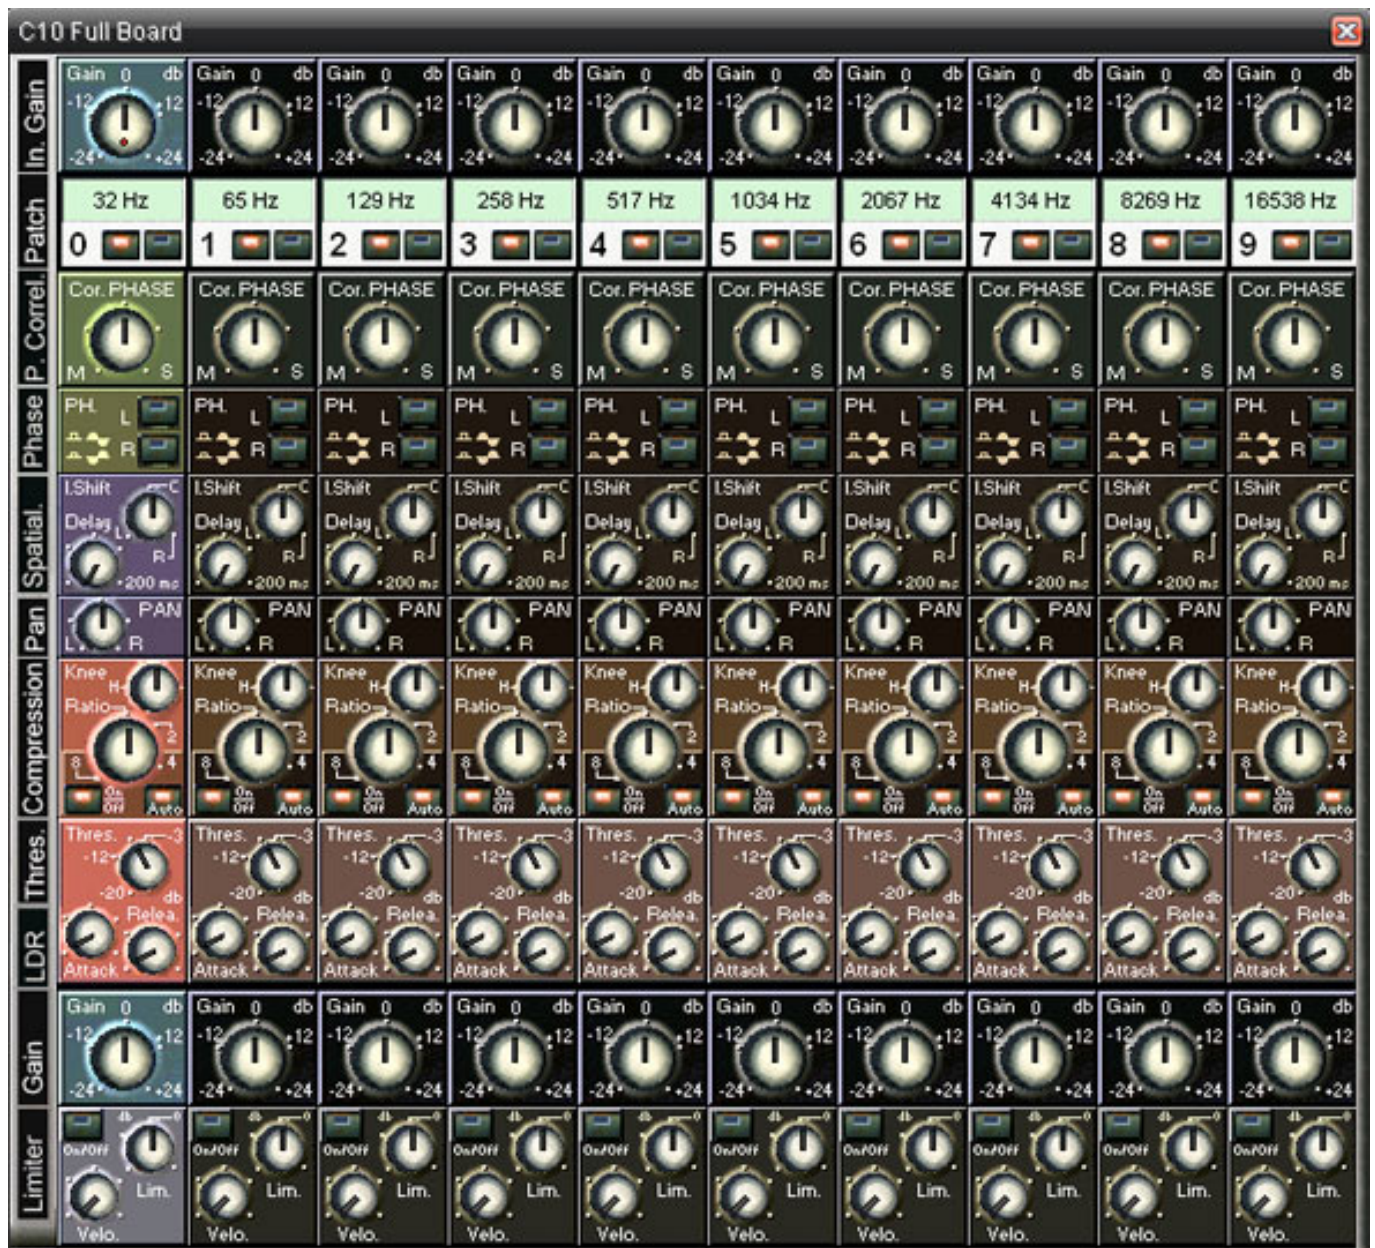 C10 Full Board
In. Gain
Gain 0 db Gain 0 db Gain 0 db Gain 0 db Gain 0 db Gain 0 db Gain 0 db Gain 0 db Gain 0 db Gain 0 db
-12 12 -12 12 -12 12 -12 12 -12 12 -12 12 -12 12 -12 12 -12 12 -12 12
-24 +24 -24 +24 -24 +24 -24 +24 -24 +24 -24 +24 -24 +24 -24 +24 -24 +24 -24 +24
Patch
32 Hz 65 Hz 129 Hz 258 Hz 517 Hz 1034 Hz 2067 Hz 4134 Hz 8269 Hz 16538 Hz
0 1 2 3 4 5 6 7 8 9
P. Correl.
Cor. PHASE Cor. PHASE Cor. PHASE Cor. PHASE Cor. PHASE Cor. PHASE Cor. PHASE Cor. PHASE Cor. PHASE Cor. PHASE
M S M S M S M S M S M S M S M S M S M S
Phase
PH. L PH. L PH. L PH. L PH. L PH. L PH. L PH. L PH. L PH. L
R R R R R R R R R R
Spatial.
I.Shift C I.Shift C I.Shift C I.Shift C I.Shift C I.Shift C I.Shift C I.Shift C I.Shift C I.Shift C
Delay L Delay L Delay L Delay L Delay L Delay L Delay L Delay L Delay L Delay L
R R R R R R R R R R
200 ms 200 ms 200 ms 200 ms 200 ms 200 ms 200 ms 200 ms 200 ms 200 ms
Pan
PAN PAN PAN PAN PAN PAN PAN PAN PAN PAN
L R L R L R L R L R L R L R L R L R L R
Compression
Knee Knee Knee Knee Knee Knee Knee Knee Knee Knee
H H H H H H H H H H
Ratio Ratio Ratio Ratio Ratio Ratio Ratio Ratio Ratio Ratio
2 2 2 2 2 2 2 2 2 2
8 4 8 4 8 4 8 4 8 4 8 4 8 4 8 4 8 4 8 4
On On On On On On On On On On
Off Auto Off Auto Off Auto Off Auto Off Auto Off Auto Off Auto Off Auto Off Auto Off Auto
Thres.
Thres. -3 Thres. -3 Thres. -3 Thres. -3 Thres. -3 Thres. -3 Thres. -3 Thres. -3 Thres. -3 Thres. -3
-12 -12 -12 -12 -12 -12 -12 -12 -12 -12
-20 db -20 db -20 db -20 db -20 db -20 db -20 db -20 db -20 db -20 db
LDR
Relea. Relea. Relea. Relea. Relea. Relea. Relea. Relea. Relea. Relea.
Attack Attack Attack Attack Attack Attack Attack Attack Attack Attack
Gain
Gain 0 db Gain 0 db Gain 0 db Gain 0 db Gain 0 db Gain 0 db Gain 0 db Gain 0 db Gain 0 db Gain 0 db
-12 12 -12 12 -12 12 -12 12 -12 12 -12 12 -12 12 -12 12 -12 12 -12 12
-24 +24 -24 +24 -24 +24 -24 +24 -24 +24 -24 +24 -24 +24 -24 +24 -24 +24 -24 +24
Limiter
db 0 db 0 db 0 db 0 db 0 db 0 db 0 db 0 db 0 db 0
On/Off On/Off On/Off On/Off On/Off On/Off On/Off On/Off On/Off On/Off
Lim. Lim. Lim. Lim. Lim. Lim. Lim. Lim. Lim. Lim.
Velo. Velo. Velo. Velo. Velo. Velo. Velo. Velo. Velo. Velo.